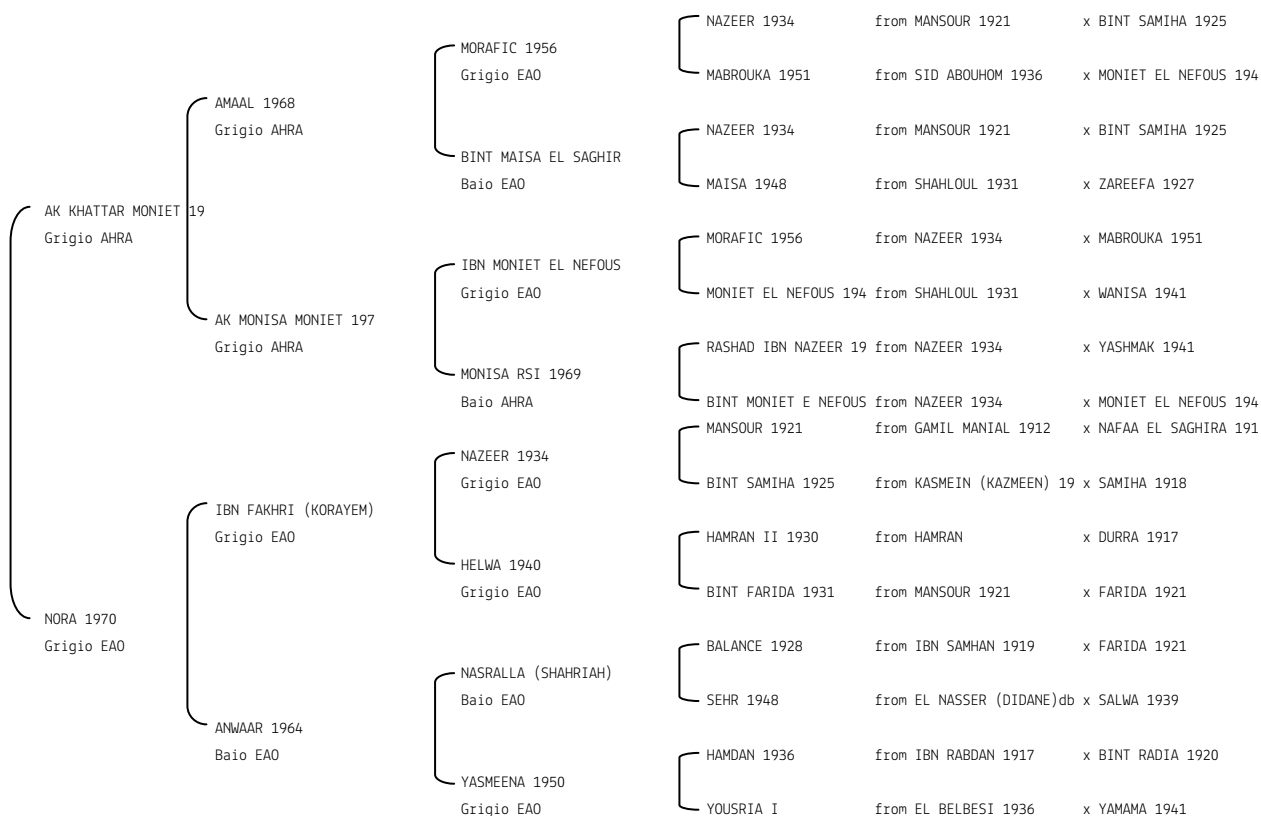 NAZEER 1934 from MANSOUR 1921 x BINT SAMIHA 1925
MORAFIC 1956
Grigio EAO MABROUKA 1951 from SID ABOUHOM 1936 x MONIET EL NEFOUS 194
AMAAL 1968
Grigio AHRA NAZEER 1934 from MANSOUR 1921 x BINT SAMIHA 1925
BINT MAISA EL SAGHIR
Baio EAO MAISA 1948 from SHAHLOUL 1931 x ZAREEFA 1927
AK KHATTAR MONIET 19
Grigio AHRA MORAFIC 1956 from NAZEER 1934 x MABROUKA 1951
IBN MONIET EL NEFOUS
Grigio EAO MONIET EL NEFOUS 194 from SHAHLOUL 1931 x WANISA 1941
AK MONISA MONIET 197
Grigio AHRA RASHAD IBN NAZEER 19 from NAZEER 1934 x YASHMAK 1941
MONISA RSI 1969
Baio AHRA BINT MONIET E NEFOUS from NAZEER 1934 x MONIET EL NEFOUS 194
MANSOUR 1921 from GAMIL MANIAL 1912 x NAFAA EL SAGHIRA 191
NAZEER 1934
Grigio EAO BINT SAMIHA 1925 from KASMEIN (KAZMEEN) 19 x SAMIHA 1918
IBN FAKHRI (KORAYEM)
Grigio EAO HAMRAN II 1930 from HAMRAN x DURRA 1917
HELWA 1940
Grigio EAO BINT FARIDA 1931 from MANSOUR 1921 x FARIDA 1921
NORA 1970
Grigio EAO BALANCE 1928 from IBN SAMHAN 1919 x FARIDA 1921
NASRALLA (SHAHRIAH)
Baio EAO SEHR 1948 from EL NASSER (DIDANE)db x SALWA 1939
ANWAAR 1964
Baio EAO HAMDAN 1936 from IBN RABDAN 1917 x BINT RADIA 1920
YASMEENA 1950
Grigio EAO YOUSRIA I from EL BELBESI 1936 x YAMAMA 1941